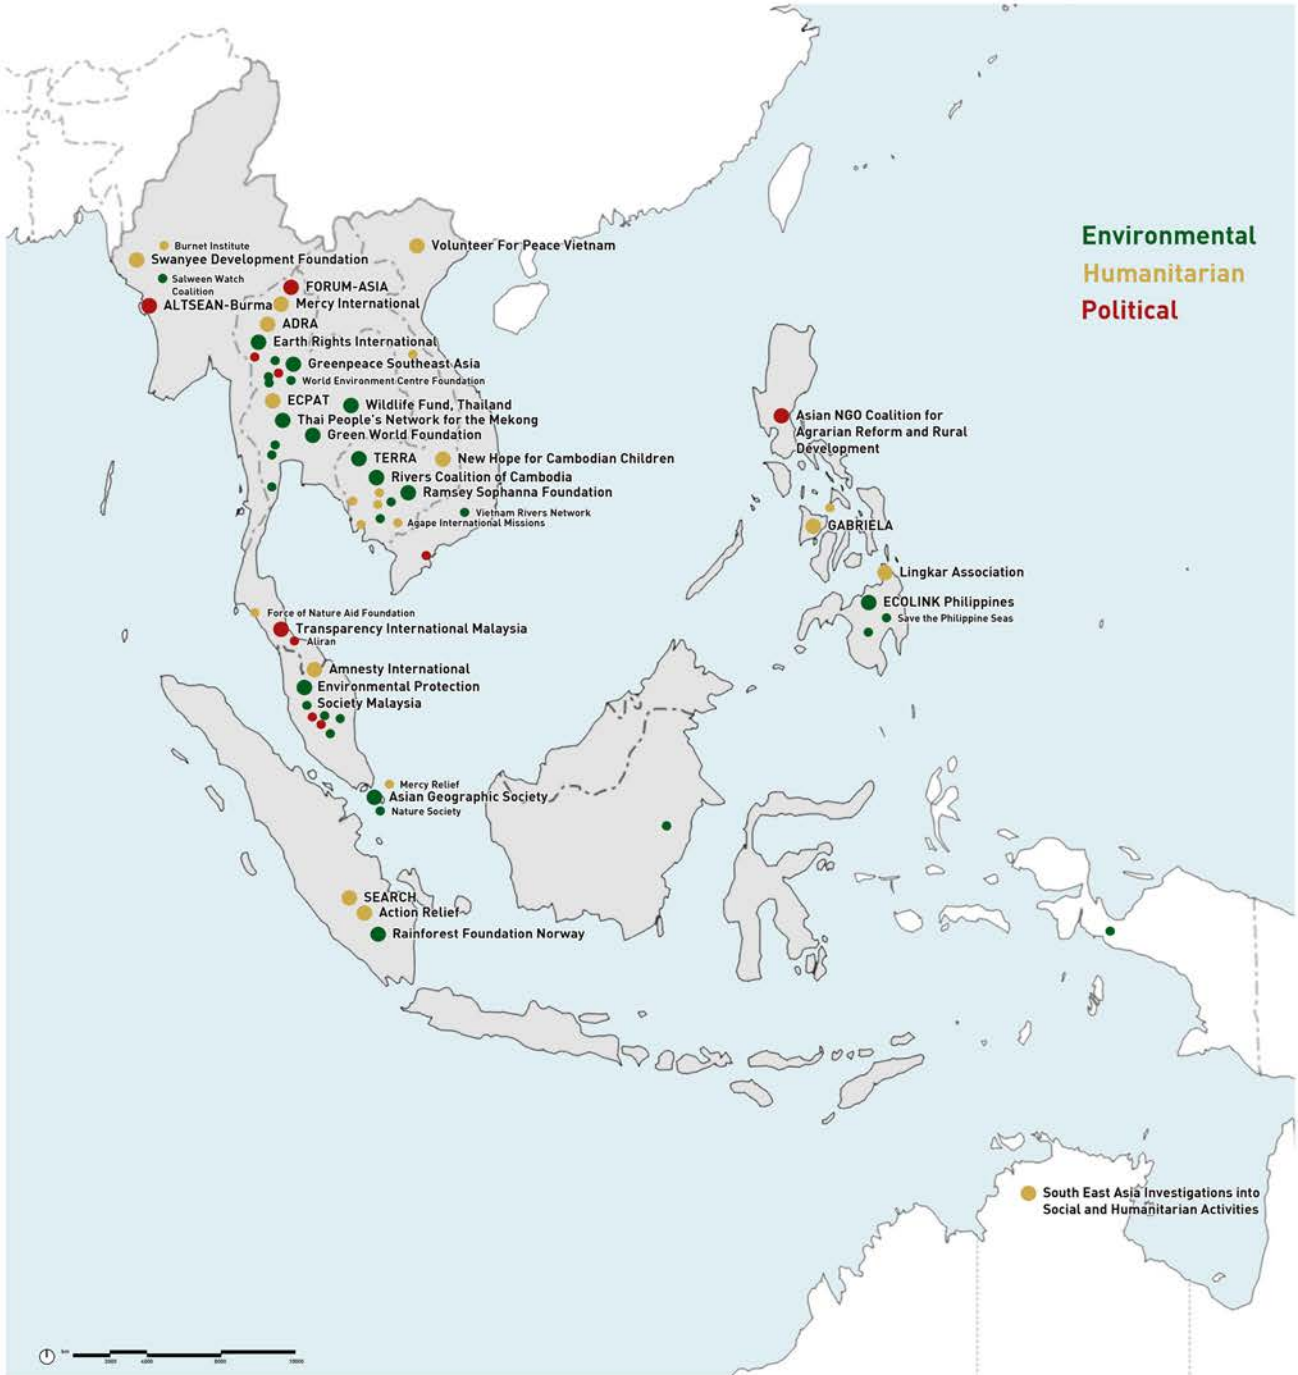 Environmental
Humanitarian
Political
Burnet Institute
Volunteer For Peace Vietnam
Swanyee Development Foundation
Salween Watch
Coalition
FORUM-ASIA
ALTSEAN-Burma
Mercy International
ADRA
Earth Rights International
Greenpeace Southeast Asia
World Environment Centre Foundation
ECPAT
Wildlife Fund, Thailand
Thai People's Network for the Mekong
Green World Foundation
TERRA
New Hope for Cambodian Children
Rivers Coalition of Cambodia
Ramsey Sophanna Foundation
Vietnam Rivers Network
Agape International Missions
Asian NGO Coalition for
Agrarian Reform and Rural
Development
GABRIELA
Lingkar Association
ECOLINK Philippines
Save the Philippine Seas
Force of Nature Aid Foundation
Transparency International Malaysia
Aliran
Amnesty International
Environmental Protection
Society Malaysia
Mercy Relief
Asian Geographic Society
Nature Society
SEARCH
Action Relief
Rainforest Foundation Norway
South East Asia Investigations into
Social and Humanitarian Activities
km
2000 4000 8000 10000